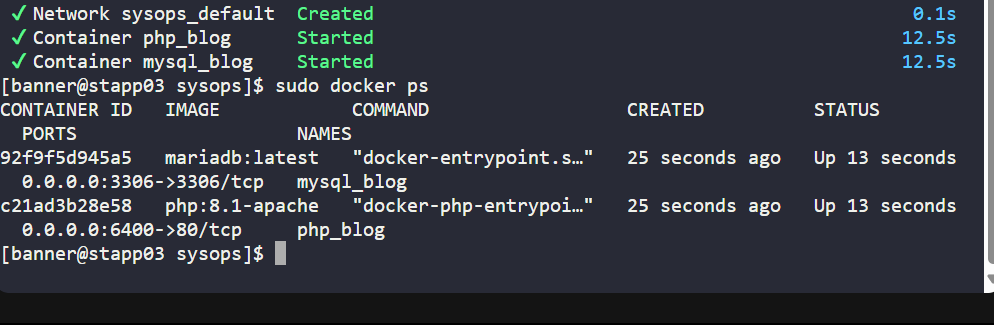 ✓ Network sysops_default  Created  0.1s
✓ Container php_blog  Started  12.5s
✓ Container mysql_blog  Started  12.5s
[banner@stapp03 sysops]$ sudo docker ps
CONTAINER ID   IMAGE            COMMAND                  CREATED          STATUS
  PORTS                    NAMES
92f9f5d945a5   mariadb:latest   "docker-entrypoint.s…"   25 seconds ago   Up 13 seconds
  0.0.0.0:3306->3306/tcp   mysql_blog
c21ad3b28e58   php:8.1-apache   "docker-php-entrypoi…"   25 seconds ago   Up 13 seconds
  0.0.0.0:6400->80/tcp     php_blog
[banner@stapp03 sysops]$